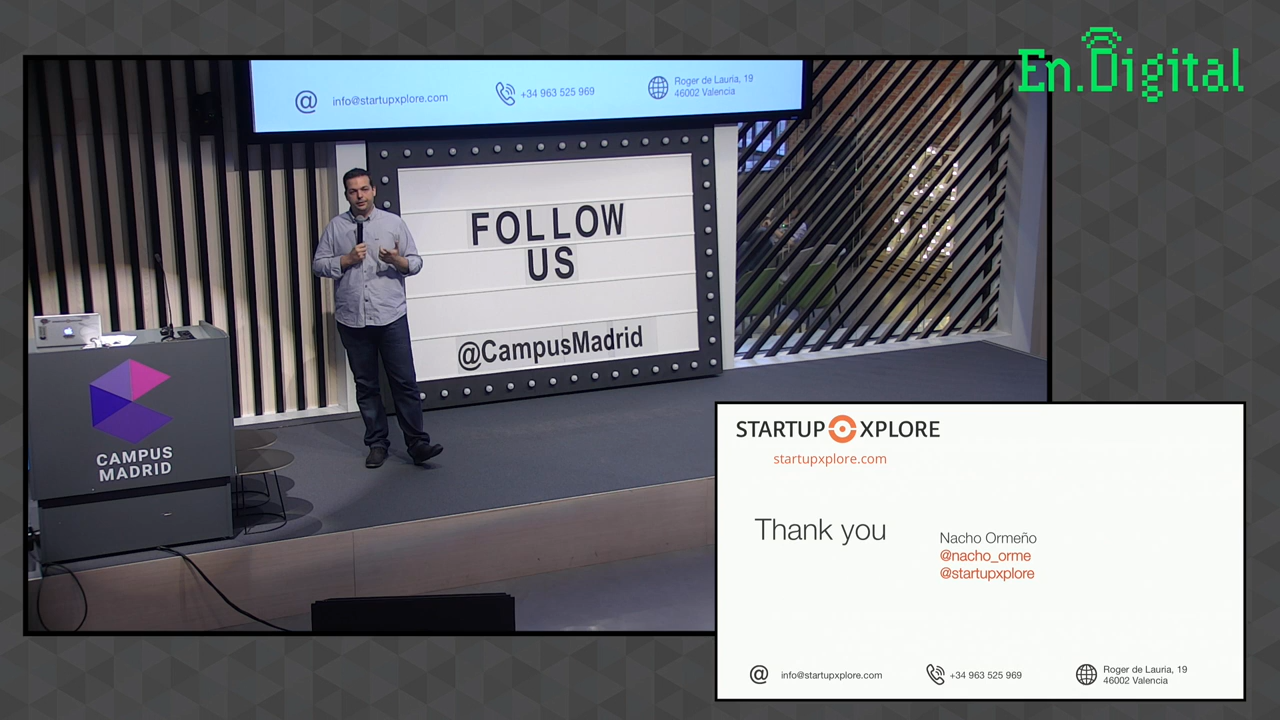 En.Digital
info@startupxplore.com
+34 963 525 969
Roger de Lauria, 19
46002 Valencia
FOLLOW
US
@CampusMadrid
CAMPUS
MADRID
STARTUP XPLORE
startupxplore.com
Thank you
Nacho Ormeño
@nacho_orme
@startupxplore
info@startupxplore.com
+34 963 525 969
Roger de Lauria, 19
46002 Valencia